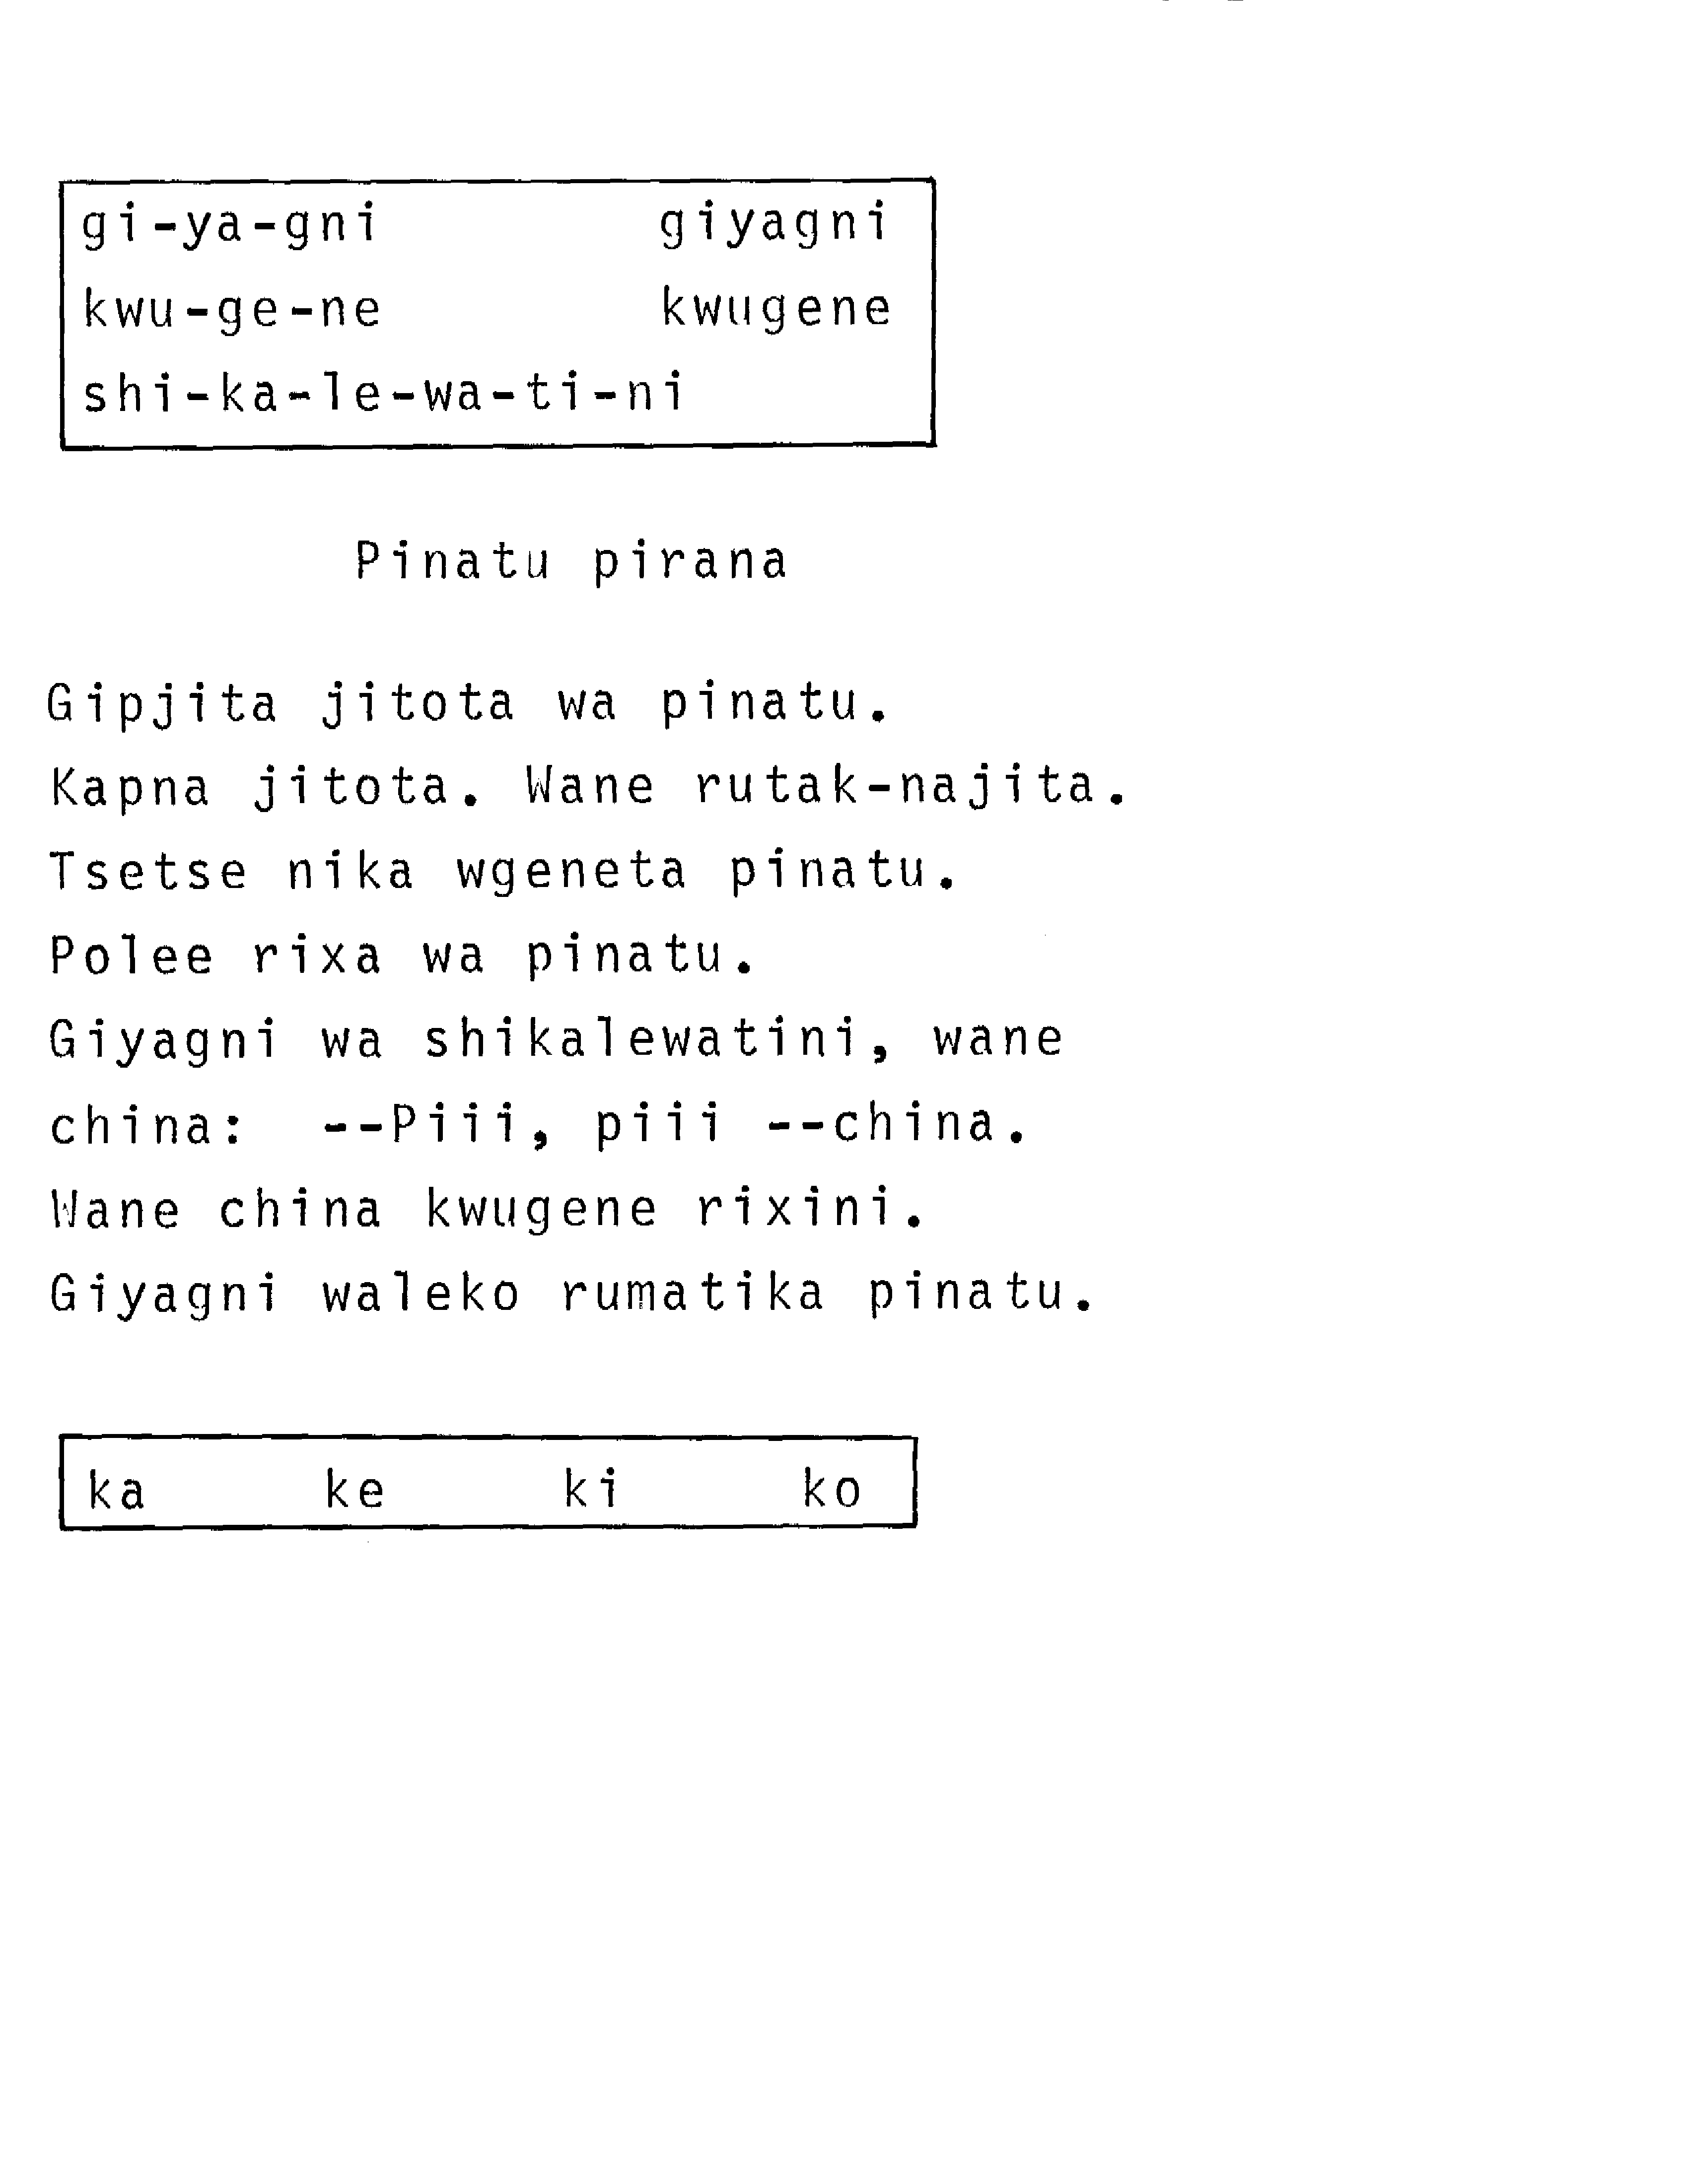 gi-ya-gni giyagni
kwu-ge-ne kwugene
shi-ka-le-wa-ti-ni
Pinatu pirana
Gipjita jitota wa pinatu.
Kapna jitota. Wane rutak-najita.
Tsetse nika wgeneta pinatu.
Polee rixa wa pinatu.
Giyagni wa shikalewatini, wane
china: --Piii, piii --china.
Wane china kwugene rixini.
Giyagni waleko rumatika pinatu.
ka ke ki ko